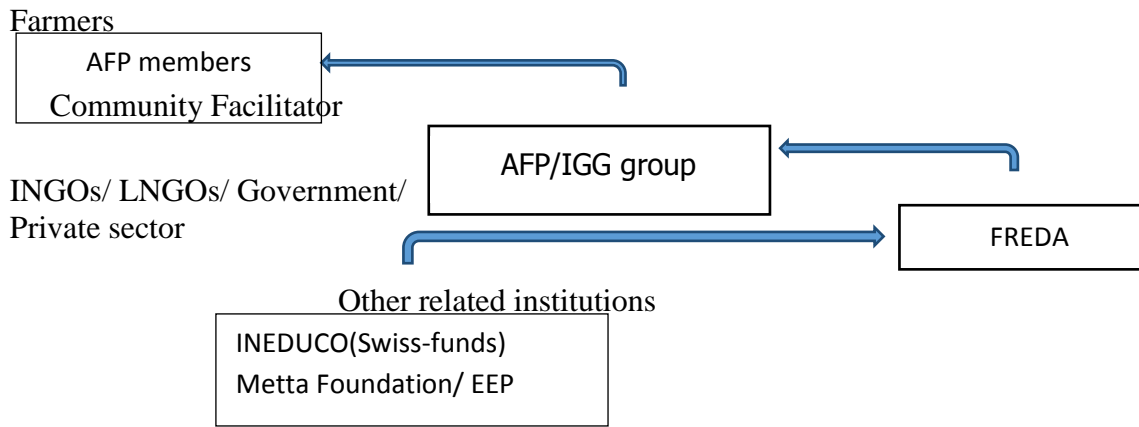 Farmers
AFP members
Community Facilitator
AFP/IGG group
INGOs/ LNGOs/ Government/
Private sector
FREDA
Other related institutions
INEDUCO(Swiss-funds)
Metta Foundation/ EEP